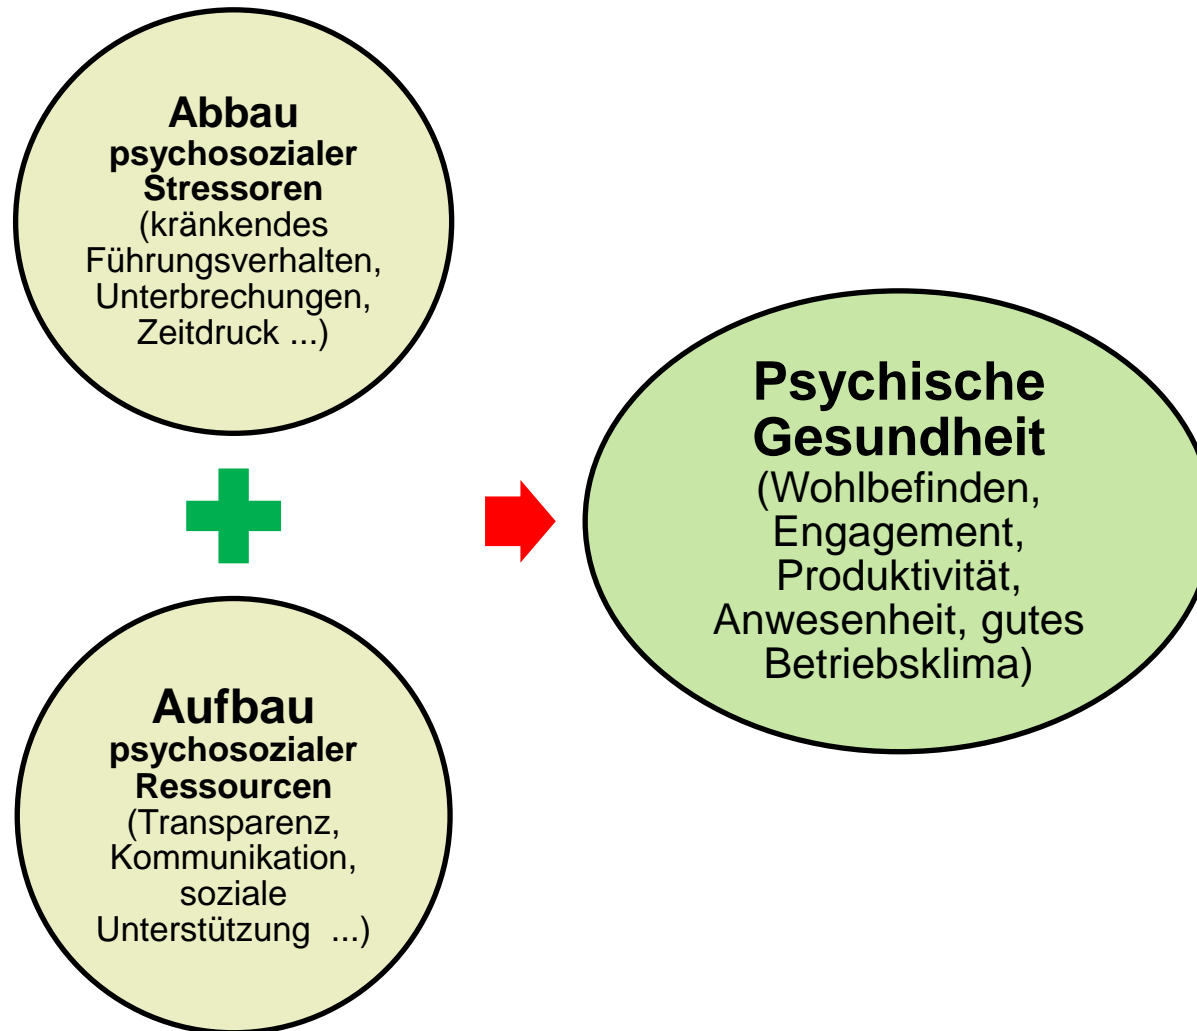 Abbau
psychosozialer
Stressoren
(kränkendes
Führungsverhalten,
Unterbrechungen,
Zeitdruck ...)
Aufbau
psychosozialer
Ressourcen
(Transparenz,
Kommunikation,
soziale
Unterstützung  ...)
Psychische
Gesundheit
(Wohlbefinden,
Engagement,
Produktivität,
Anwesenheit, gutes
Betriebsklima)